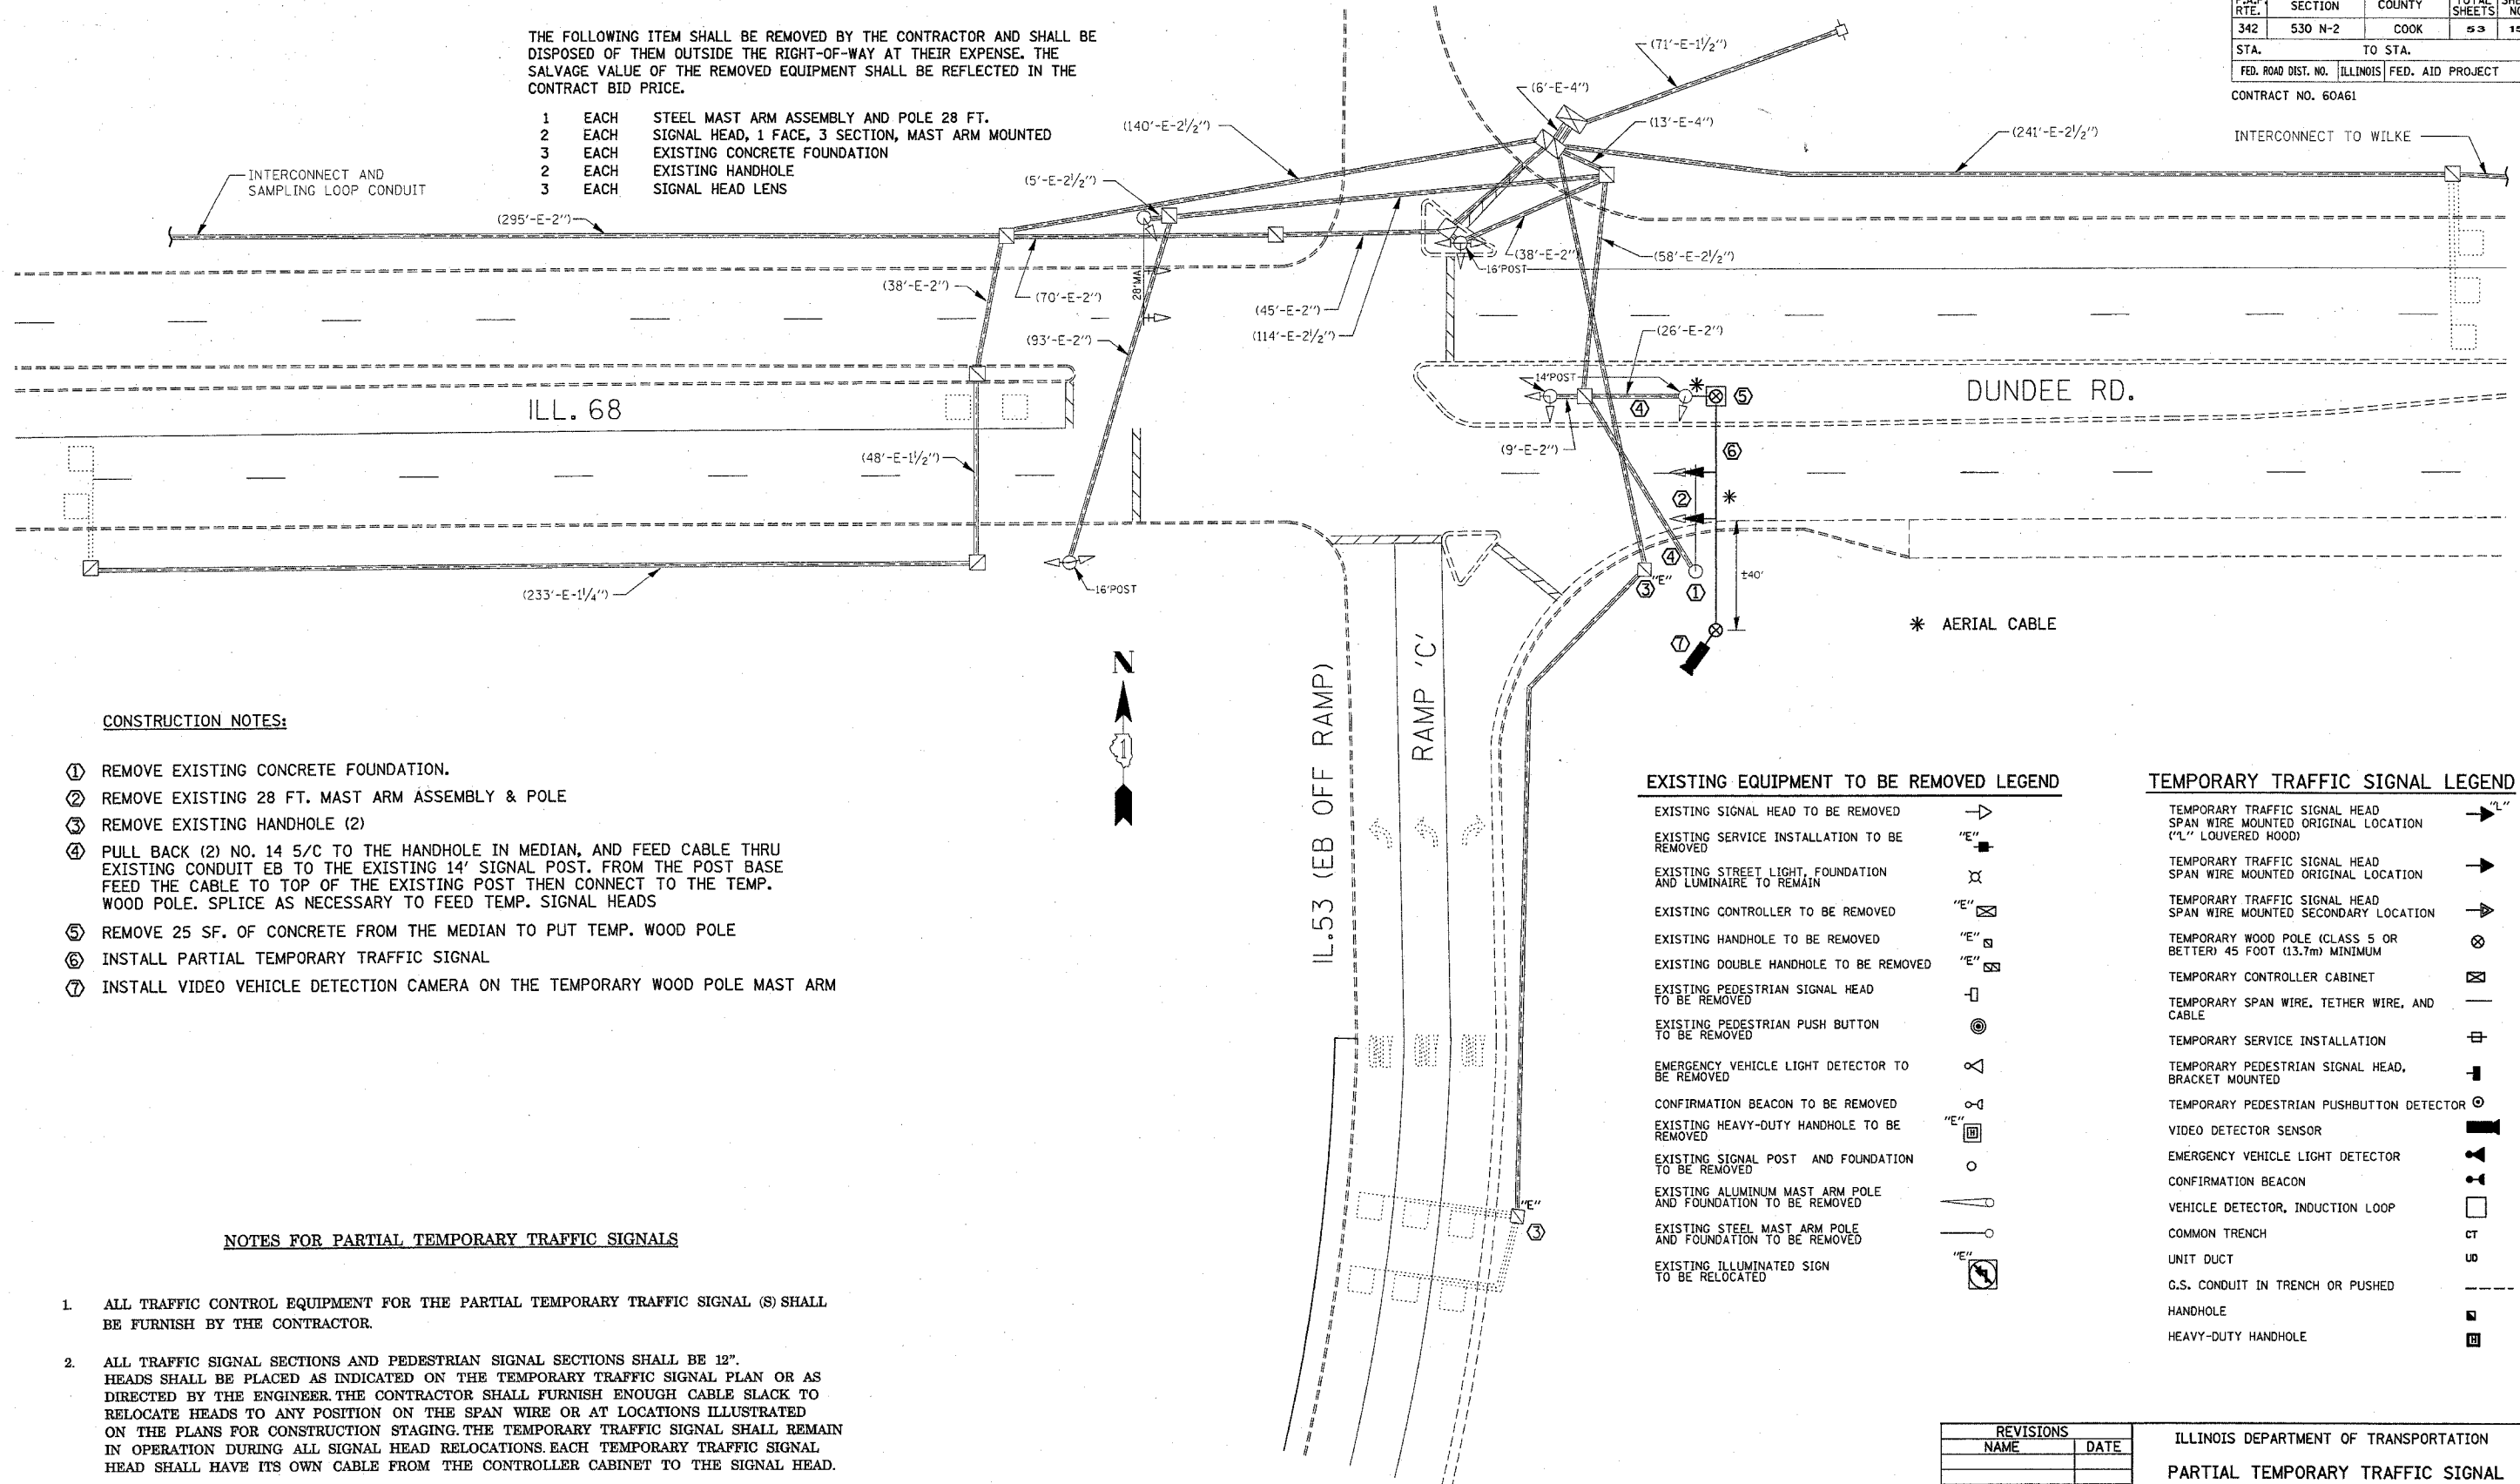 THE FOLLOWING ITEM SHALL BE REMOVED BY THE CONTRACTOR AND SHALL BE
DISPOSED OF THEM OUTSIDE THE RIGHT-OF-WAY AT THEIR EXPENSE. THE
SALVAGE VALUE OF THE REMOVED EQUIPMENT SHALL BE REFLECTED IN THE
CONTRACT BID PRICE.
1 EACH STEEL MAST ARM ASSEMBLY AND POLE 28 FT.
2 EACH SIGNAL HEAD, 1 FACE, 3 SECTION, MAST ARM MOUNTED
3 EACH EXISTING CONCRETE FOUNDATION
2 EACH EXISTING HANDHOLE
3 EACH SIGNAL HEAD LENS
RTE. SECTION COUNTY SHEETS
342 530 N-2 COOK 53
STA. TO STA.
FED. ROAD DIST. NO. ILLINOIS FED. AID PROJECT
CONTRACT NO. 60A61
INTERCONNECT TO WILKE
INTERCONNECT AND
SAMPLING LOOP CONDUIT
(71'-E-1½")
(6'-E-4")
(13'-E-4")
(140'-E-2½")
(241'-E-2½")
(5'-E-2½")
(295'-E-2")
(38'-E-2")
16'POST
(58'-E-2½")
(38'-E-2")
(70'-E-2")
28'MA
(45'-E-2")
(114'-E-2½")
(93'-E-2")
(26'-E-2")
14'POST
* 5
4
DUNDEE RD.
ILL. 68
(9'-E-2")
6
(48'-E-1½")
2 *
4
"E"
3 1
±40'
(233'-E-1¼")
16'POST
7
* AERIAL CABLE
N
1
IL.53 (EB OFF RAMP)
RAMP 'C'
"E"
3
CONSTRUCTION NOTES:
1 REMOVE EXISTING CONCRETE FOUNDATION.
2 REMOVE EXISTING 28 FT. MAST ARM ASSEMBLY & POLE
3 REMOVE EXISTING HANDHOLE (2)
4 PULL BACK (2) NO. 14 5/C TO THE HANDHOLE IN MEDIAN, AND FEED CABLE THRU
EXISTING CONDUIT EB TO THE EXISTING 14' SIGNAL POST. FROM THE POST BASE
FEED THE CABLE TO TOP OF THE EXISTING POST THEN CONNECT TO THE TEMP.
WOOD POLE. SPLICE AS NECESSARY TO FEED TEMP. SIGNAL HEADS
5 REMOVE 25 SF. OF CONCRETE FROM THE MEDIAN TO PUT TEMP. WOOD POLE
6 INSTALL PARTIAL TEMPORARY TRAFFIC SIGNAL
7 INSTALL VIDEO VEHICLE DETECTION CAMERA ON THE TEMPORARY WOOD POLE MAST ARM
NOTES FOR PARTIAL TEMPORARY TRAFFIC SIGNALS
1. ALL TRAFFIC CONTROL EQUIPMENT FOR THE PARTIAL TEMPORARY TRAFFIC SIGNAL (S) SHALL
BE FURNISH BY THE CONTRACTOR.
2. ALL TRAFFIC SIGNAL SECTIONS AND PEDESTRIAN SIGNAL SECTIONS SHALL BE 12".
HEADS SHALL BE PLACED AS INDICATED ON THE TEMPORARY TRAFFIC SIGNAL PLAN OR AS
DIRECTED BY THE ENGINEER. THE CONTRACTOR SHALL FURNISH ENOUGH CABLE SLACK TO
RELOCATE HEADS TO ANY POSITION ON THE SPAN WIRE OR AT LOCATIONS ILLUSTRATED
ON THE PLANS FOR CONSTRUCTION STAGING. THE TEMPORARY TRAFFIC SIGNAL SHALL REMAIN
IN OPERATION DURING ALL SIGNAL HEAD RELOCATIONS. EACH TEMPORARY TRAFFIC SIGNAL
HEAD SHALL HAVE ITS OWN CABLE FROM THE CONTROLLER CABINET TO THE SIGNAL HEAD.
EXISTING EQUIPMENT TO BE REMOVED LEGEND
EXISTING SIGNAL HEAD TO BE REMOVED
EXISTING SERVICE INSTALLATION TO BE "E"
REMOVED
EXISTING STREET LIGHT, FOUNDATION
AND LUMINAIRE TO REMAIN
EXISTING CONTROLLER TO BE REMOVED "E"
EXISTING HANDHOLE TO BE REMOVED "E"
EXISTING DOUBLE HANDHOLE TO BE REMOVED "E"
EXISTING PEDESTRIAN SIGNAL HEAD
TO BE REMOVED
EXISTING PEDESTRIAN PUSH BUTTON
TO BE REMOVED
EMERGENCY VEHICLE LIGHT DETECTOR TO
BE REMOVED
CONFIRMATION BEACON TO BE REMOVED
EXISTING HEAVY-DUTY HANDHOLE TO BE "E"
REMOVED H
EXISTING SIGNAL POST AND FOUNDATION
TO BE REMOVED
EXISTING ALUMINUM MAST ARM POLE
AND FOUNDATION TO BE REMOVED
EXISTING STEEL MAST ARM POLE
AND FOUNDATION TO BE REMOVED
EXISTING ILLUMINATED SIGN "E"
TO BE RELOCATED
TEMPORARY TRAFFIC SIGNAL LEGEND
TEMPORARY TRAFFIC SIGNAL HEAD "L"
SPAN WIRE MOUNTED ORIGINAL LOCATION
("L" LOUVERED HOOD)
TEMPORARY TRAFFIC SIGNAL HEAD
SPAN WIRE MOUNTED ORIGINAL LOCATION
TEMPORARY TRAFFIC SIGNAL HEAD
SPAN WIRE MOUNTED SECONDARY LOCATION
TEMPORARY WOOD POLE (CLASS 5 OR
BETTER) 45 FOOT (13.7m) MINIMUM
TEMPORARY CONTROLLER CABINET
TEMPORARY SPAN WIRE, TETHER WIRE, AND
CABLE
TEMPORARY SERVICE INSTALLATION
TEMPORARY PEDESTRIAN SIGNAL HEAD,
BRACKET MOUNTED
TEMPORARY PEDESTRIAN PUSHBUTTON DETECTOR
VIDEO DETECTOR SENSOR
EMERGENCY VEHICLE LIGHT DETECTOR
CONFIRMATION BEACON
VEHICLE DETECTOR, INDUCTION LOOP
COMMON TRENCH CT
UNIT DUCT UD
G.S. CONDUIT IN TRENCH OR PUSHED
HANDHOLE
HEAVY-DUTY HANDHOLE H
REVISIONS
NAME DATE
ILLINOIS DEPARTMENT OF TRANSPORTATION
PARTIAL TEMPORARY TRAFFIC SIGNAL